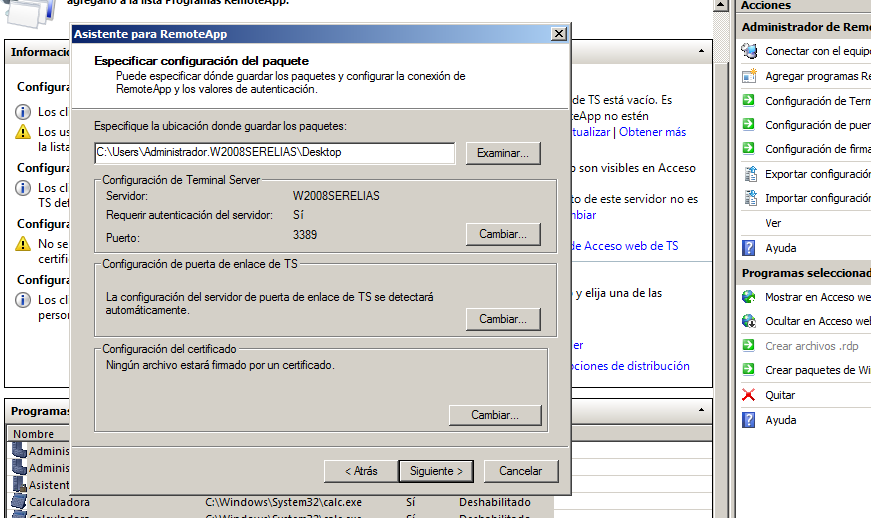 agregarlo a la lista Programas RemoteApp.
Asistente para RemoteApp
Especificar configuración del paquete
Puede especificar dónde guardar los paquetes y configurar la conexión de
RemoteApp y los valores de autenticación.
Especifique la ubicación donde guardar los paquetes:
C:\Users\Administrador.W2008SERELIAS\Desktop
Examinar...
Configuración de Terminal Server
Servidor: W2008SERELIAS
Requerir autenticación del servidor: Sí
Puerto: 3389
Cambiar...
Configuración de puerta de enlace de TS
La configuración del servidor de puerta de enlace de TS se detectará
automáticamente.
Cambiar...
Configuración del certificado
Ningún archivo estará firmado por un certificado.
Cambiar...
< Atrás
Siguiente >
Cancelar
Informació
Configura
Los cl
Los us
la lista
Configura
Los cl
TS def
Configura
No se
certifi
Configura
Los cl
person
de TS está vacío. Es
teApp no estén
tualizar | Obtener más
o son visibles en Acceso
to de este servidor no es
nbiar
de Acceso web de TS
o y elija una de las
er
pciones de distribución
Programas
Nombre
Adminis
Adminis
Asistent
Calculadora C:\Windows\System32\calc.exe Sí Deshabilitado
Calculadora C:\Windows\System32\calc.exe Sí Deshabilitado
Acciones
Administrador de Remo
Conectar con el equipo
Agregar programas Re
Configuración de Term
Configuración de puer
Configuración de firma
Exportar configuración
Importar configuración
Ver
Ayuda
Programas seleccionad
Mostrar en Acceso we
Ocultar en Acceso web
Crear archivos .rdp
Crear paquetes de Wi
Quitar
Ayuda